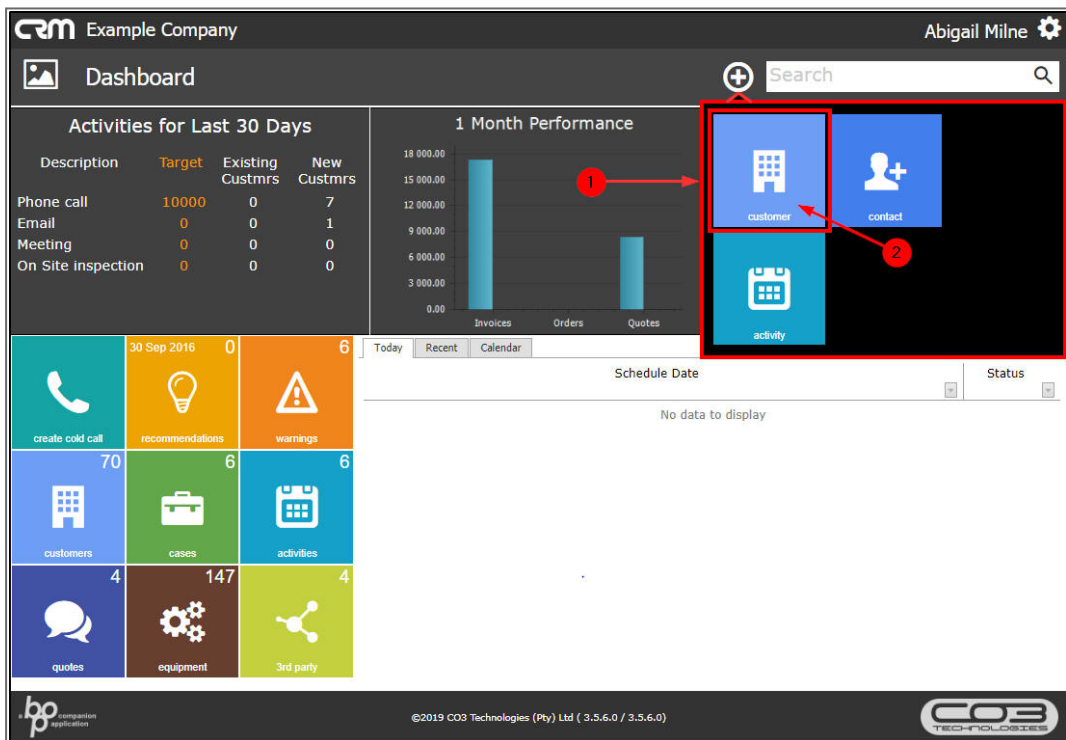 CRM Example Company
Abigail Milne
Dashboard
Search
Activities for Last 30 Days
Description Target Existing Custmrs New Custmrs
Phone call 10000 0 7
Email 0 0 1
Meeting 0 0 0
On Site inspection 0 0 0
1 Month Performance
18 000.00
15 000.00
12 000.00
9 000.00
6 000.00
3 000.00
0.00
Invoices Orders Quotes
1
customer
contact
2
activity
create cold call
30 Sep 2016 0
recommendations
6
warnings
70
customers
6
cases
6
activities
4
quotes
147
equipment
4
3rd party
Today Recent Calendar
Schedule Date Status
No data to display
a bpo companion application
©2019 CO3 Technologies (Pty) Ltd ( 3.5.6.0 / 3.5.6.0)
CO3
TECHNOLOGIES